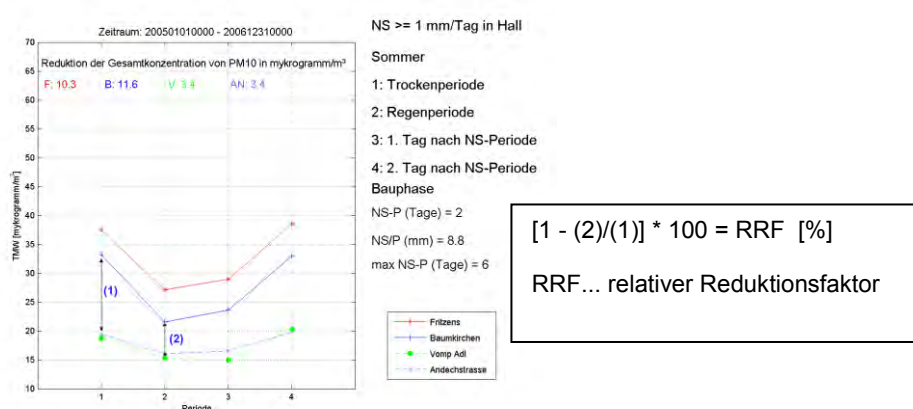 Zeitraum: 200501010000 - 200612310000
Reduktion der Gesamtkonzentration von PM10 in mykrogramm/m³
F: 10.3 B: 11.6 V: 3.4 AN: 3.4
TMW [mykrogramm/m³]
70
65
60
55
50
45
40
35
30
25
20
15
10
(1)
(2)
1 2 3 4
Periode
NS >= 1 mm/Tag in Hall
Sommer
1: Trockenperiode
2: Regenperiode
3: 1. Tag nach NS-Periode
4: 2. Tag nach NS-Periode
Bauphase
NS-P (Tage) = 2
NS/P (mm) = 8.8
max NS-P (Tage) = 6
Fritzens
Baumkirchen
Vomp Adl
Andechstrasse
[1 - (2)/(1)] * 100 = RRF [%]
RRF... relativer Reduktionsfaktor